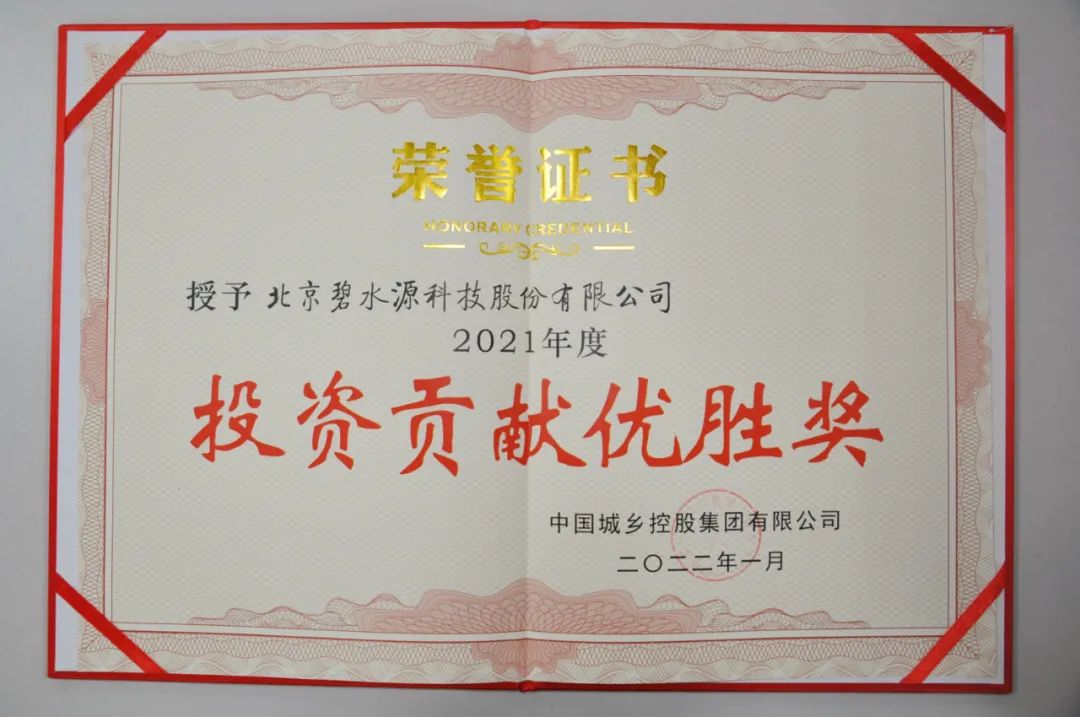 荣誉证书
HONORARY CREDENTIAL
授予 北京碧水源科技股份有限公司
2021年度
投资贡献优胜奖
中国城乡控股集团有限公司
二〇二二年一月